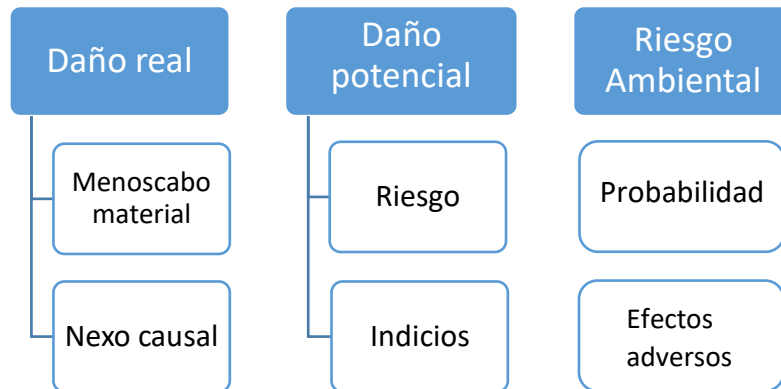 Daño real
Menoscabo
material
Nexo causal
Daño
potencial
Riesgo
Indicios
Riesgo
Ambiental
Probabilidad
Efectos
adversos